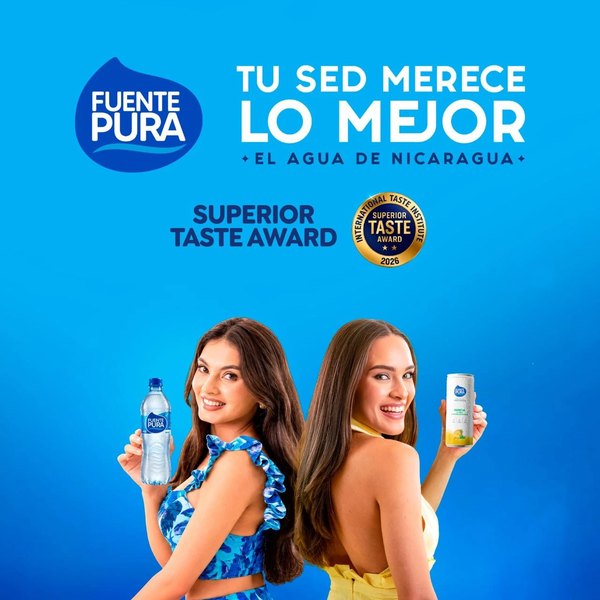 FUENTE
PURA
TU SED MERECE
LO MEJOR
EL AGUA DE NICARAGUA
SUPERIOR
TASTE AWARD
INTERNATIONAL TASTE INSTITUTE
SUPERIOR
TASTE
AWARD
2026
FUENTE
PURA